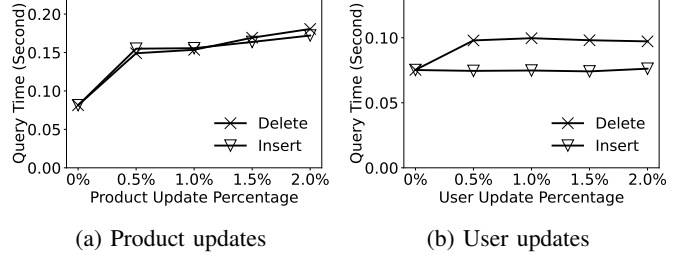 0.20
0.15
0.10
0.05
0.00
Query Time (Second)
Delete
Insert
0% 0.5% 1.0% 1.5% 2.0%
Product Update Percentage
(a) Product updates
0.10
0.05
0.00
Query Time (Second)
Delete
Insert
0% 0.5% 1.0% 1.5% 2.0%
User Update Percentage
(b) User updates